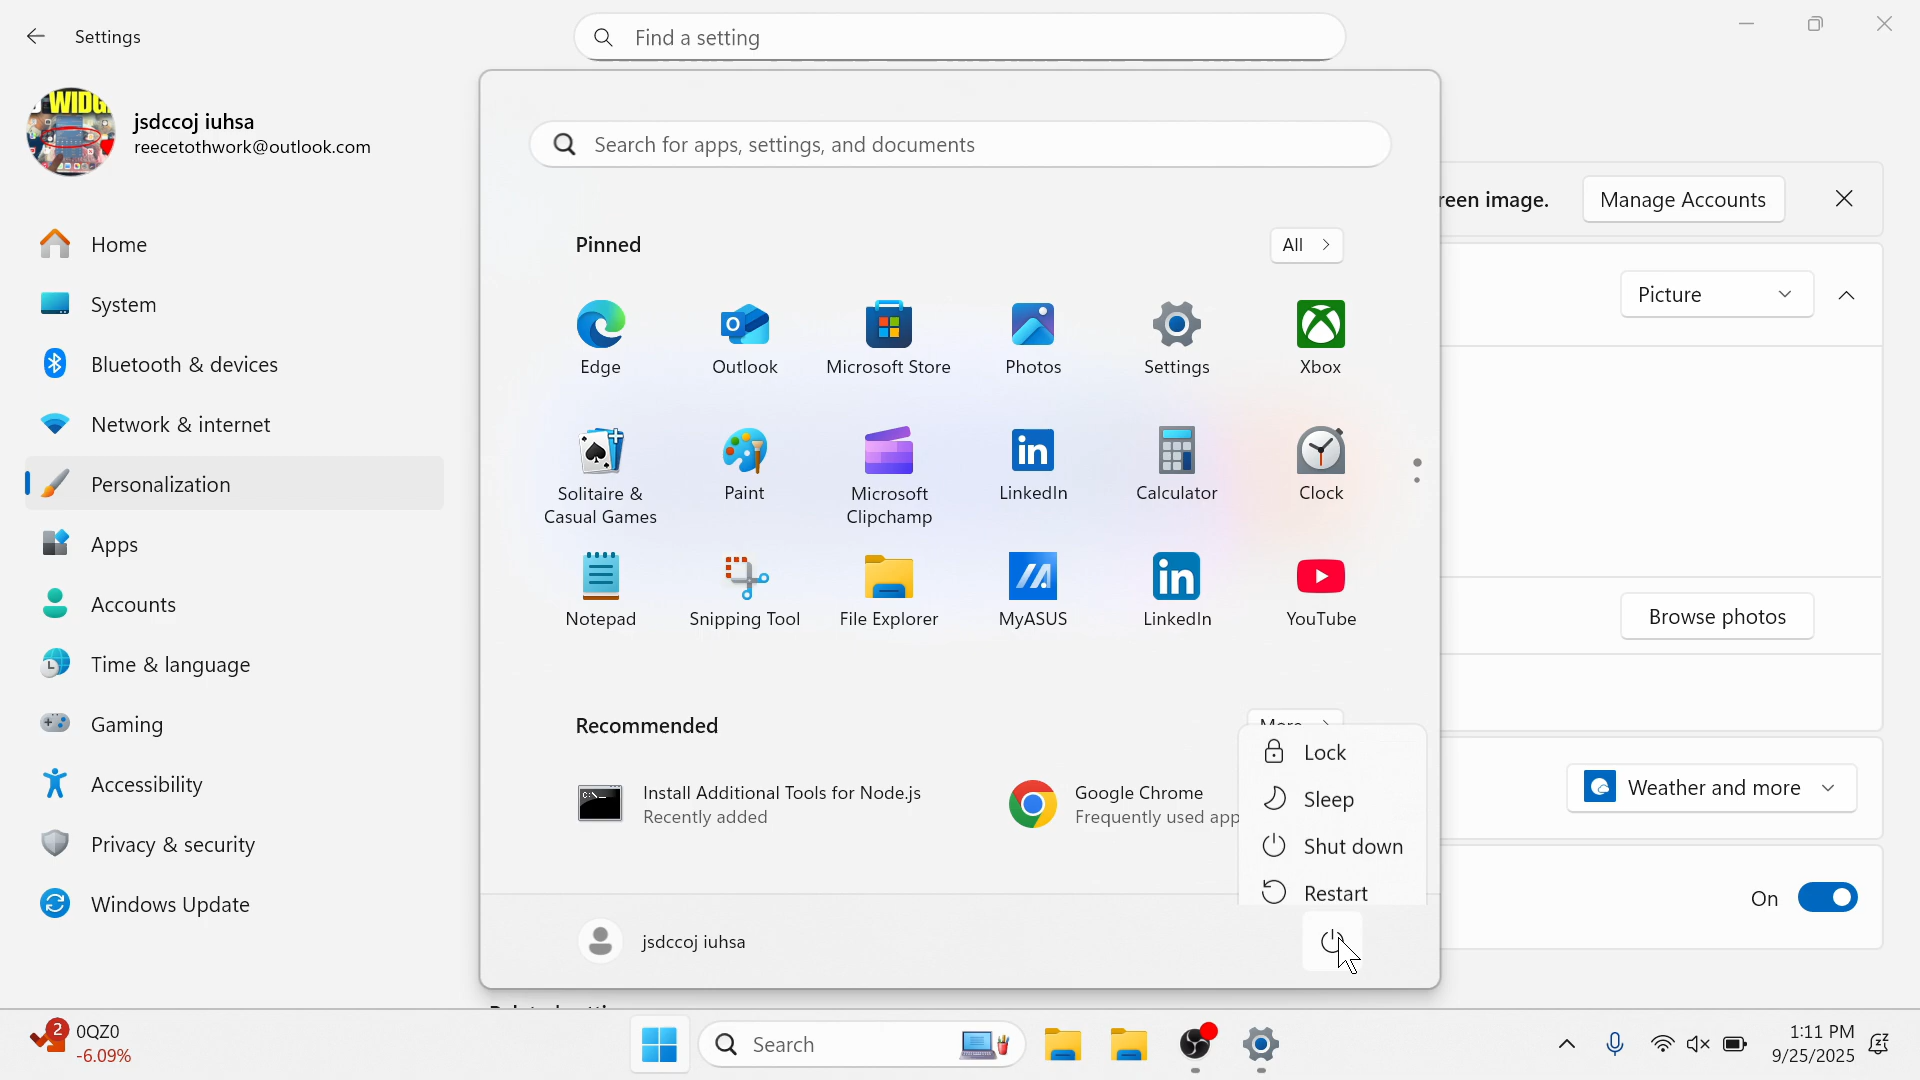 Settings
Find a setting
WIDG
jsdccoj iuhsa
reecetothwork@outlook.com
Home
System
Bluetooth & devices
Network & internet
Personalization
Apps
Accounts
Time & language
Gaming
Accessibility
Privacy & security
Windows Update
Search for apps, settings, and documents
Pinned
All
Edge
Outlook
Microsoft Store
Photos
Settings
Xbox
Solitaire &
Casual Games
Paint
Microsoft
Clipchamp
LinkedIn
Calculator
Clock
Notepad
Snipping Tool
File Explorer
MyASUS
LinkedIn
YouTube
Recommended
More
Install Additional Tools for Node.js
Recently added
Google Chrome
Frequently used app
Lock
Sleep
Shut down
Restart
jsdccoj iuhsa
reen image.
Manage Accounts
Picture
Browse photos
Weather and more
On
2
0QZ0
-6.09%
Search
1:11 PM
9/25/2025